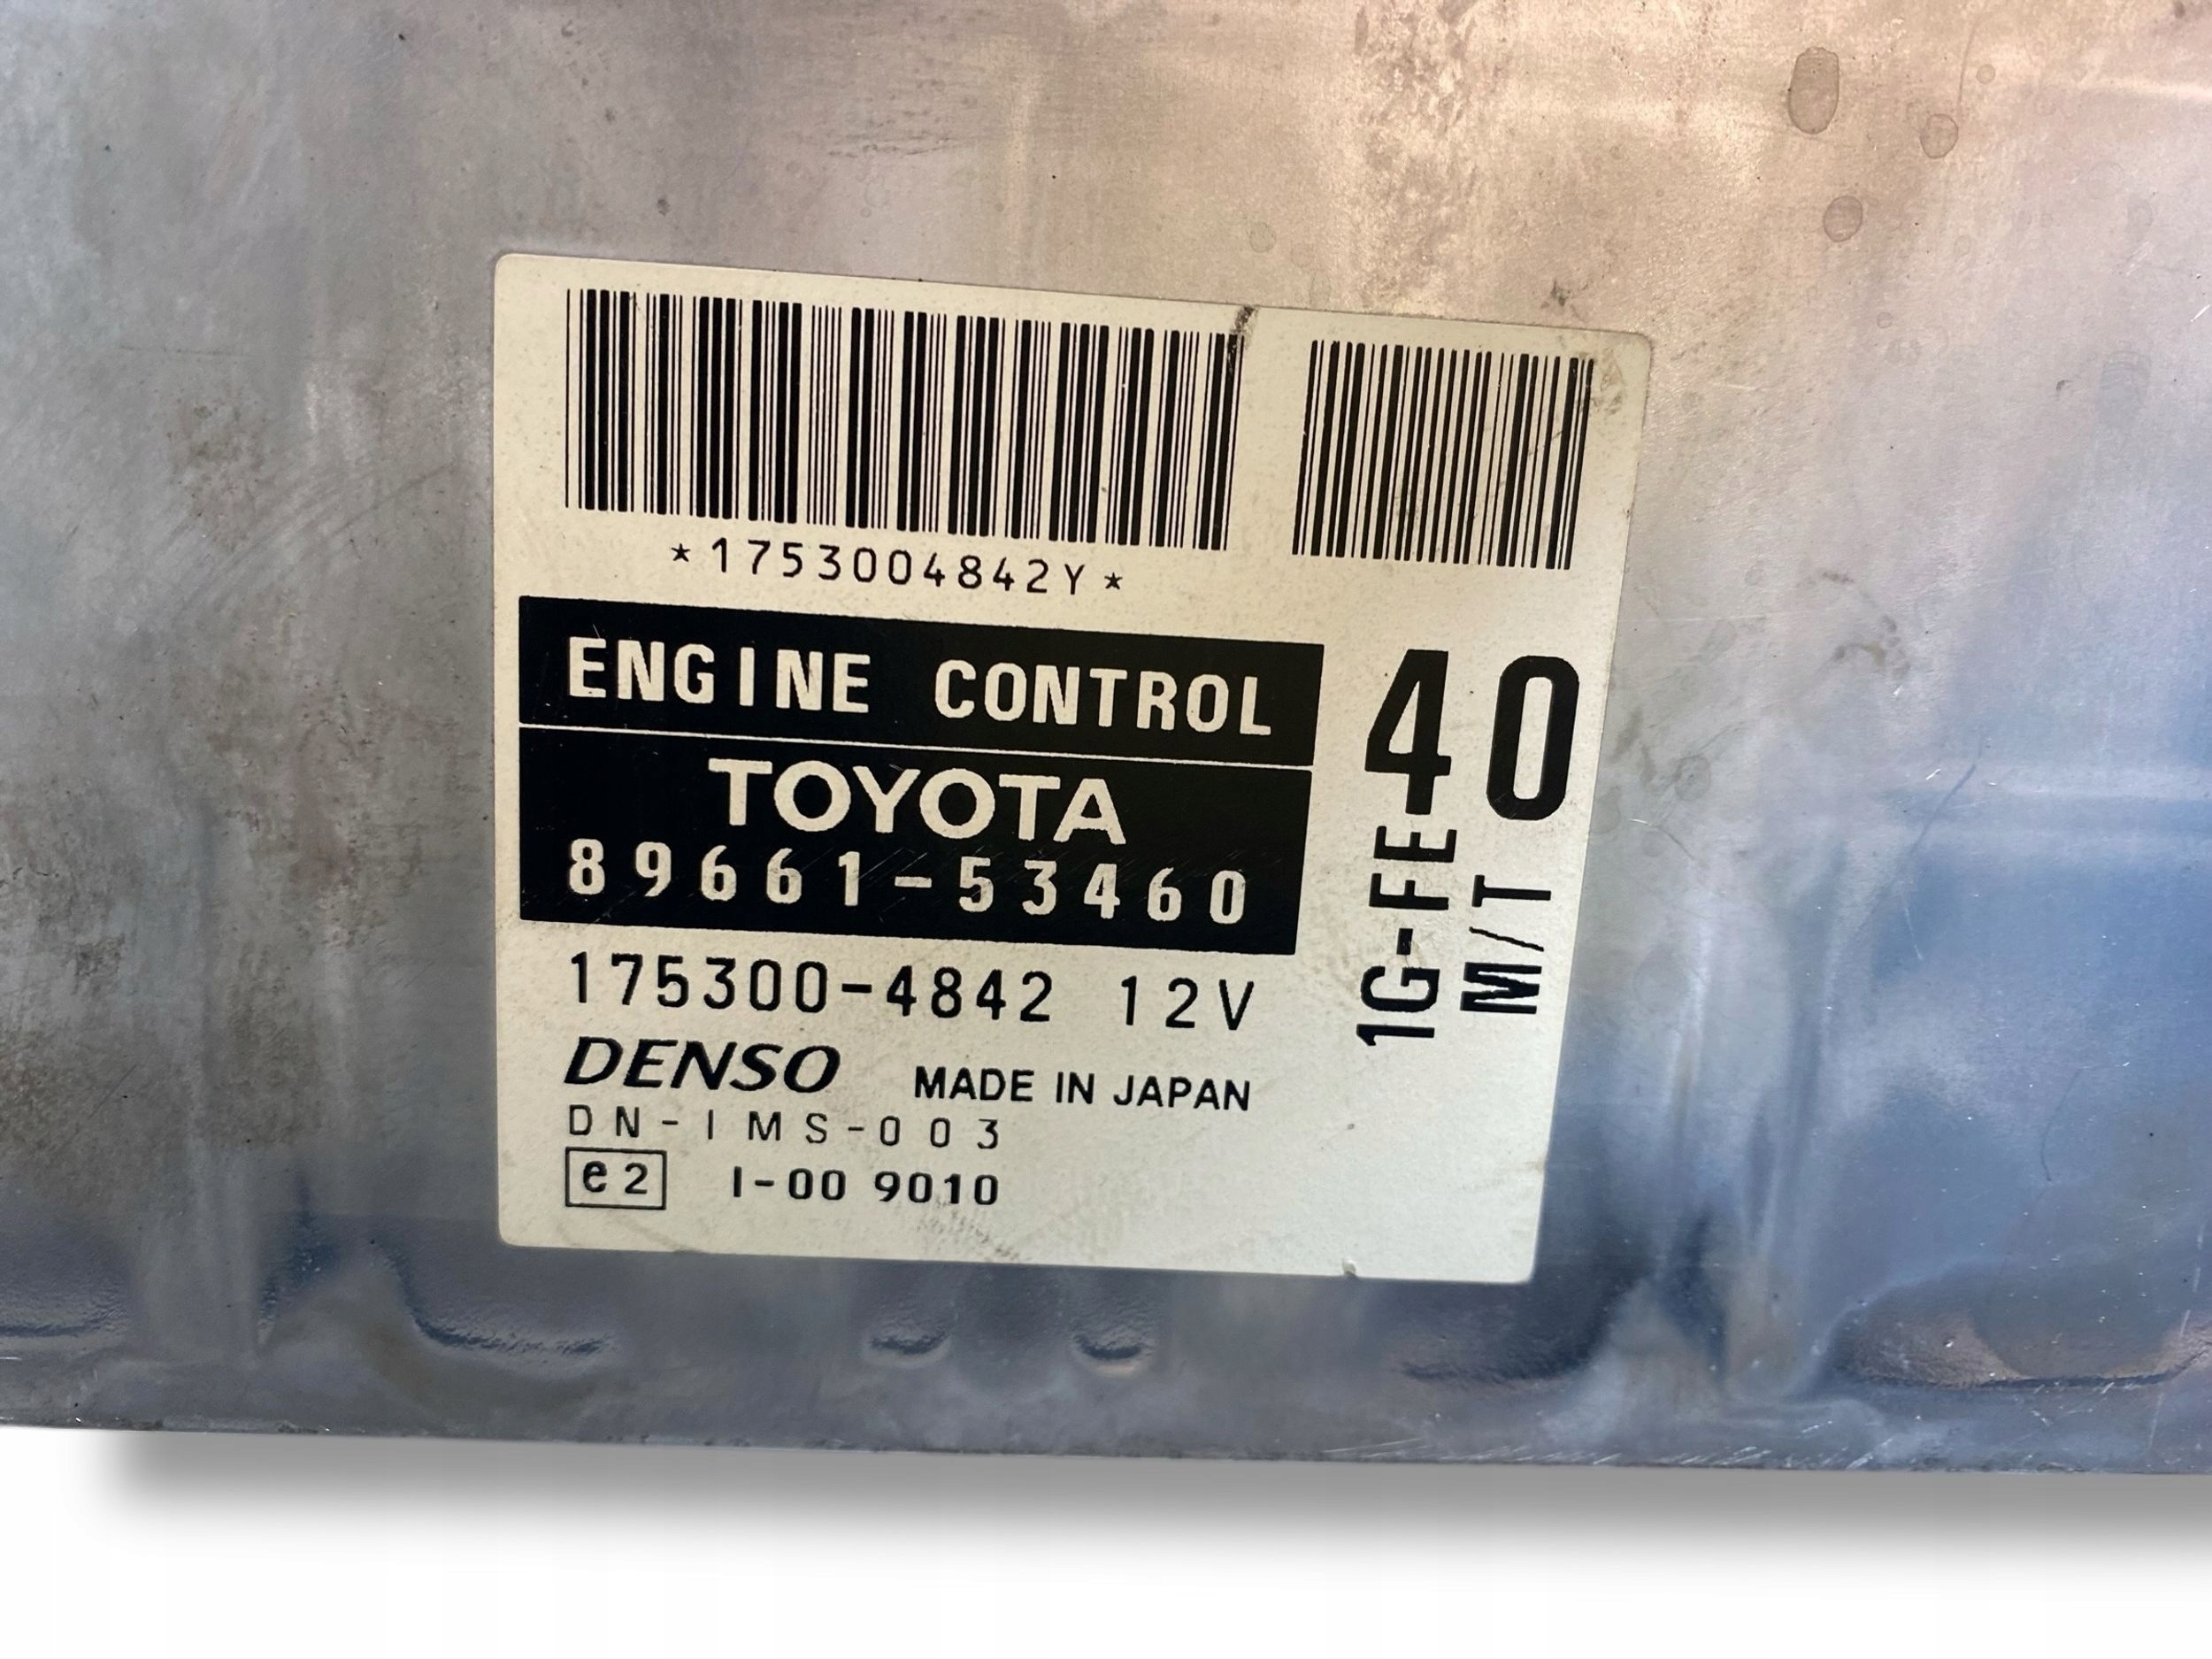 *1753004842Y*
ENGINE CONTROL
TOYOTA
89661-53460
175300-4842 12V
DENSO MADE IN JAPAN
DN-IMS-003
e2 I-00 9010
40
1G-FE
M/T